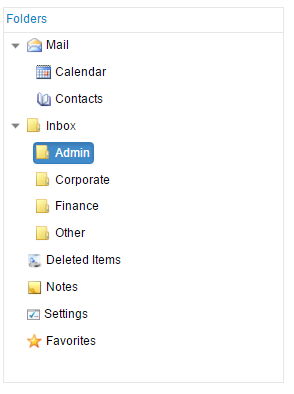 Folders
Mail
Calendar
Contacts
Inbox
Admin
Corporate
Finance
Other
Deleted Items
Notes
Settings
Favorites